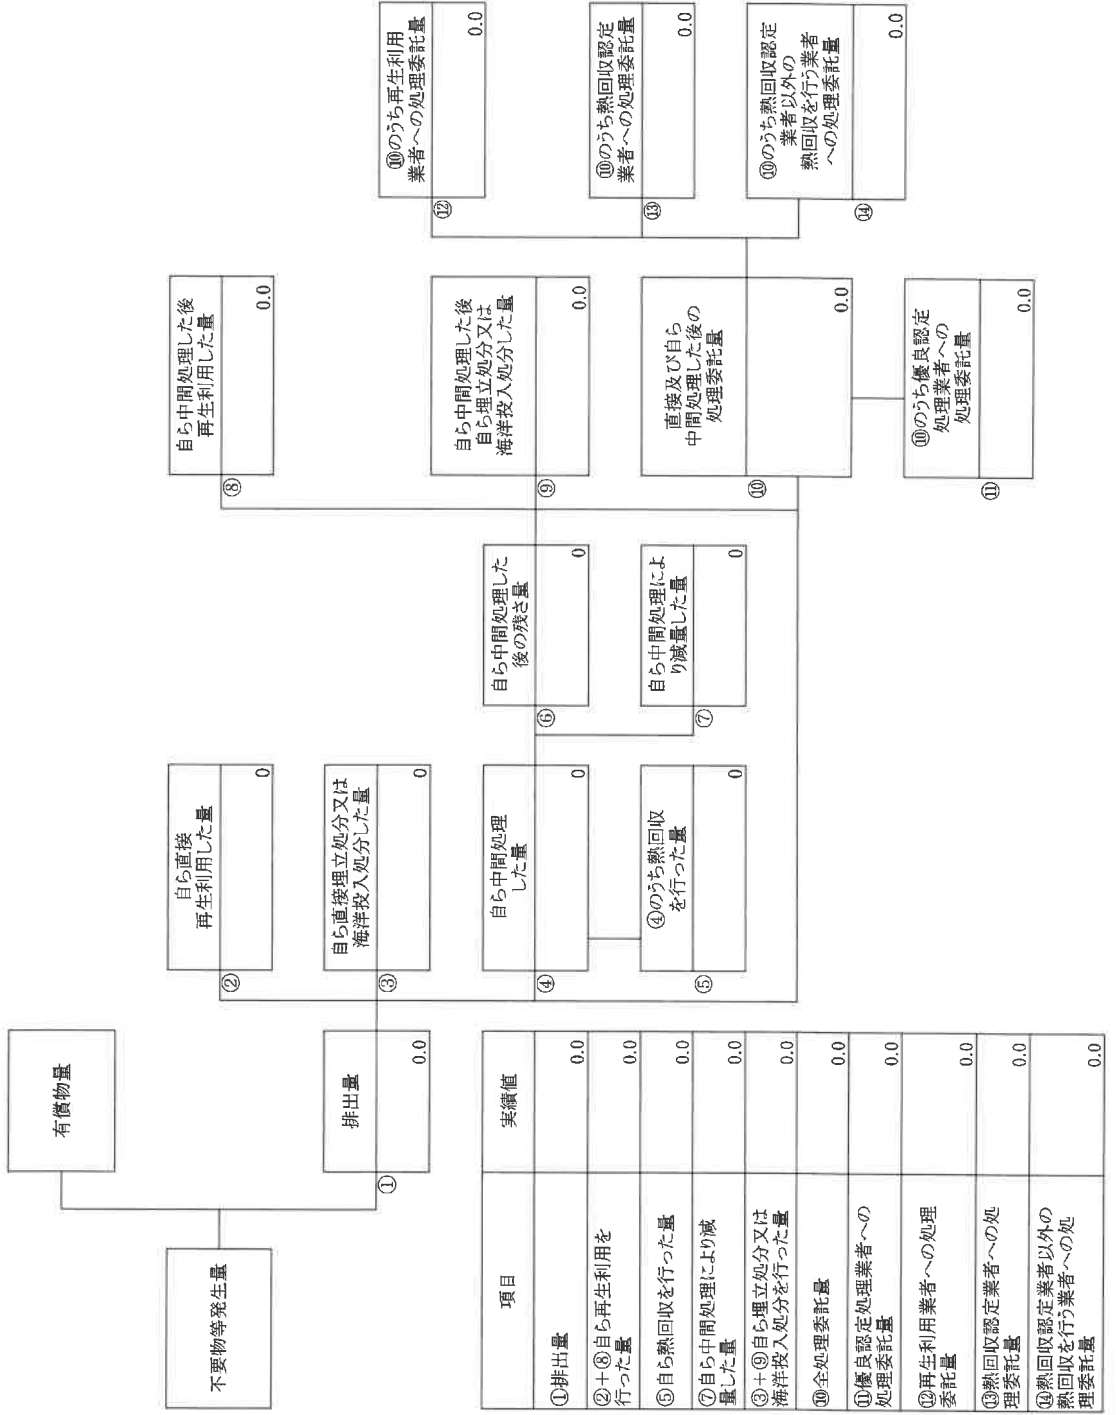 不要物等発生量
有償物量
排出量
①
0.0
自ら直接
再生利用した量
②
0
自ら直接埋立処分又は
海洋投入処分した量
③
0
自ら中間処理
した量
④
0
④のうち熱回収
を行った量
⑤
0
自ら中間処理した
後の残さ量
⑥
0
自ら中間処理によ
り減量した量
⑦
0
自ら中間処理した後
再生利用した量
⑧
0.0
自ら中間処理した後
自ら埋立処分又は
海洋投入処分した量
⑨
0.0
直接及び自ら
中間処理した後の
処理委託量
⑩
0.0
⑩のうち優良認定
処理業者への
処理委託量
⑪
0.0
⑩のうち再生利用
業者への処理委託量
⑫
0.0
⑩のうち熱回収認定
業者への処理委託量
⑬
0.0
⑩のうち熱回収認定
業者以外の
熱回収を行う業者
への処理委託量
⑭
0.0
項目
実績値
①排出量
0.0
②+⑧自ら再生利用を
行った量
0.0
⑤自ら熱回収を行った量
0.0
⑦自ら中間処理により減
量した量
0.0
③+⑨自ら埋立処分又は
海洋投入処分を行った量
0.0
⑩全処理委託量
0.0
⑪優良認定処理業者への
処理委託量
0.0
⑫再生利用業者への処理
委託量
0.0
⑬熱回収認定業者への処
理委託量
0.0
⑭熱回収認定業者以外の
熱回収を行う業者への処
理委託量
0.0